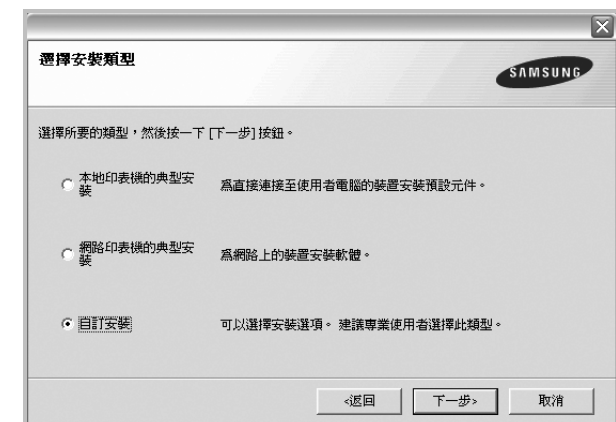 選擇安裝類型
SAMSUNG
選擇所要的類型，然後按一下 [下一步] 按鈕。
本地印表機的典型安
裝
為直接連接至使用者電腦的裝置安裝預設元件。
網路印表機的典型安
裝
為網路上的裝置安裝軟體。
自訂安裝
可以選擇安裝選項。 建議專業使用者選擇此類型。
<返回
下一步>
取消